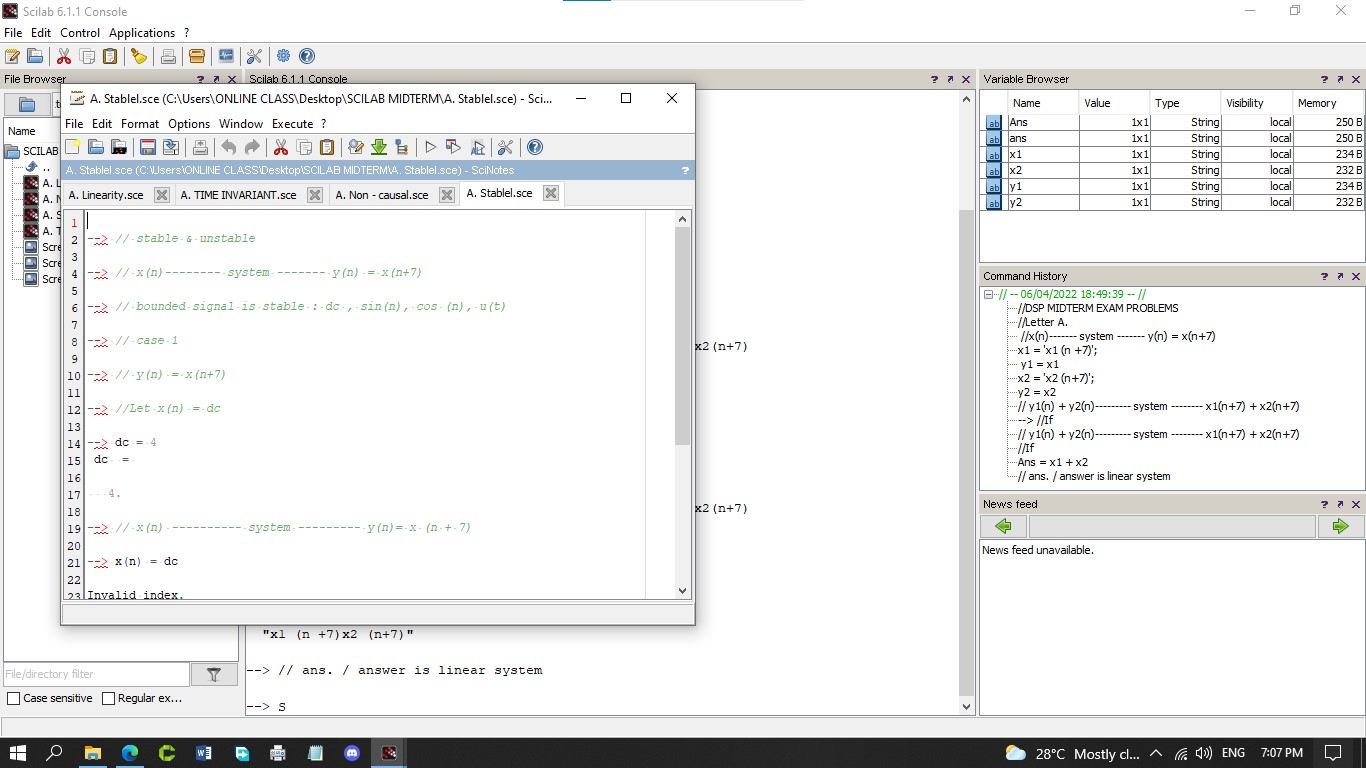 Scilab 6.1.1 Console
File Edit Control Applications ?
File Browser ? Scilab 6.1.1 Console ? Variable Browser ?
Name
SCILAB
..
A. L
A. N
A. S
A. T
Scre
Scre
Scre
File/directory filter
Case sensitive Regular ex...
A. Stablel.sce (C:\Users\ONLINE CLASS\Desktop\SCILAB MIDTERM\A. Stablel.sce) - Sci...
File Edit Format Options Window Execute ?
A. Stablel.sce (C:\Users\ONLINE CLASS\Desktop\SCILAB MIDTERM\A. Stablel.sce) - SciNotes ?
A. Linearity.sce A. TIME INVARIANT.sce A. Non - causal.sce A. Stablel.sce
1
2 --> // stable & unstable
3
4 --> // x(n)-------- system ------- y(n) = x(n+7)
5
6 --> // bounded signal is stable : dc , sin(n), cos (n), u(t)
7
8 --> // case 1
9
10 --> // y(n) = x(n+7)
11
12 --> //Let x(n) = dc
13
14 --> dc = 4
15 dc =
16
17 4.
18
19 --> // x(n) ---------- system --------- y(n)= x (n + 7)
20
21 --> x(n) = dc
22
23 Invalid index.
x2(n+7)
x2(n+7)
"x1 (n +7)x2 (n+7)"
--> // ans. / answer is linear system
--> S
Name Value Type Visibility Memory
Ans 1x1 String local 250 B
ans 1x1 String local 250 B
x1 1x1 String local 234 B
x2 1x1 String local 232 B
y1 1x1 String local 234 B
y2 1x1 String local 232 B
Command History ?
// -- 06/04/2022 18:49:39 -- //
//DSP MIDTERM EXAM PROBLEMS
//Letter A.
//x(n)------- system ------- y(n) = x(n+7)
x1 = 'x1 (n +7)';
y1 = x1
x2 = 'x2 (n+7)';
y2 = x2
// y1(n) + y2(n)--------- system -------- x1(n+7) + x2(n+7)
--> //If
// y1(n) + y2(n)--------- system -------- x1(n+7) + x2(n+7)
//If
Ans = x1 + x2
// ans. / answer is linear system
News feed ?
News feed unavailable.
28°C Mostly cl... ENG 7:07 PM